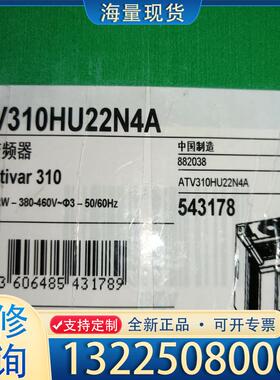 海量现货
V310HU22N4A
频器
tivar 310
W – 380-460V~Φ3 – 50/60Hz
中国制造
882038
ATV310HU22N4A
543178
3 606485 431789
修
询
支持定制 · 全新正品 · 可开专票
13225080001